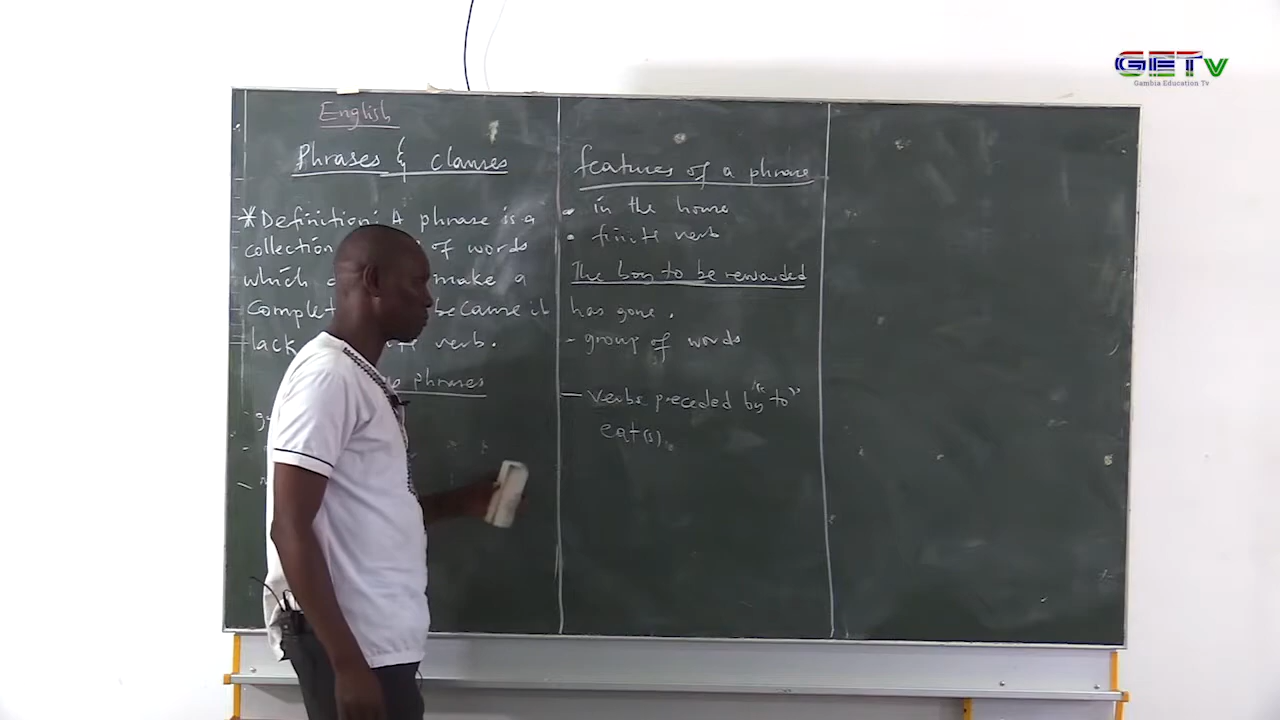 GETv
Gambia Education Tv
English
Phrases & clauses
*Definition: A phrase is a
collection of words
which make a
complet because it
lack verb.
phrases
features of a phrase
• in the house
• finite verb
The boy to be rewarded
has gone.
- group of words
- verbs preceded by "to"
eat(s).